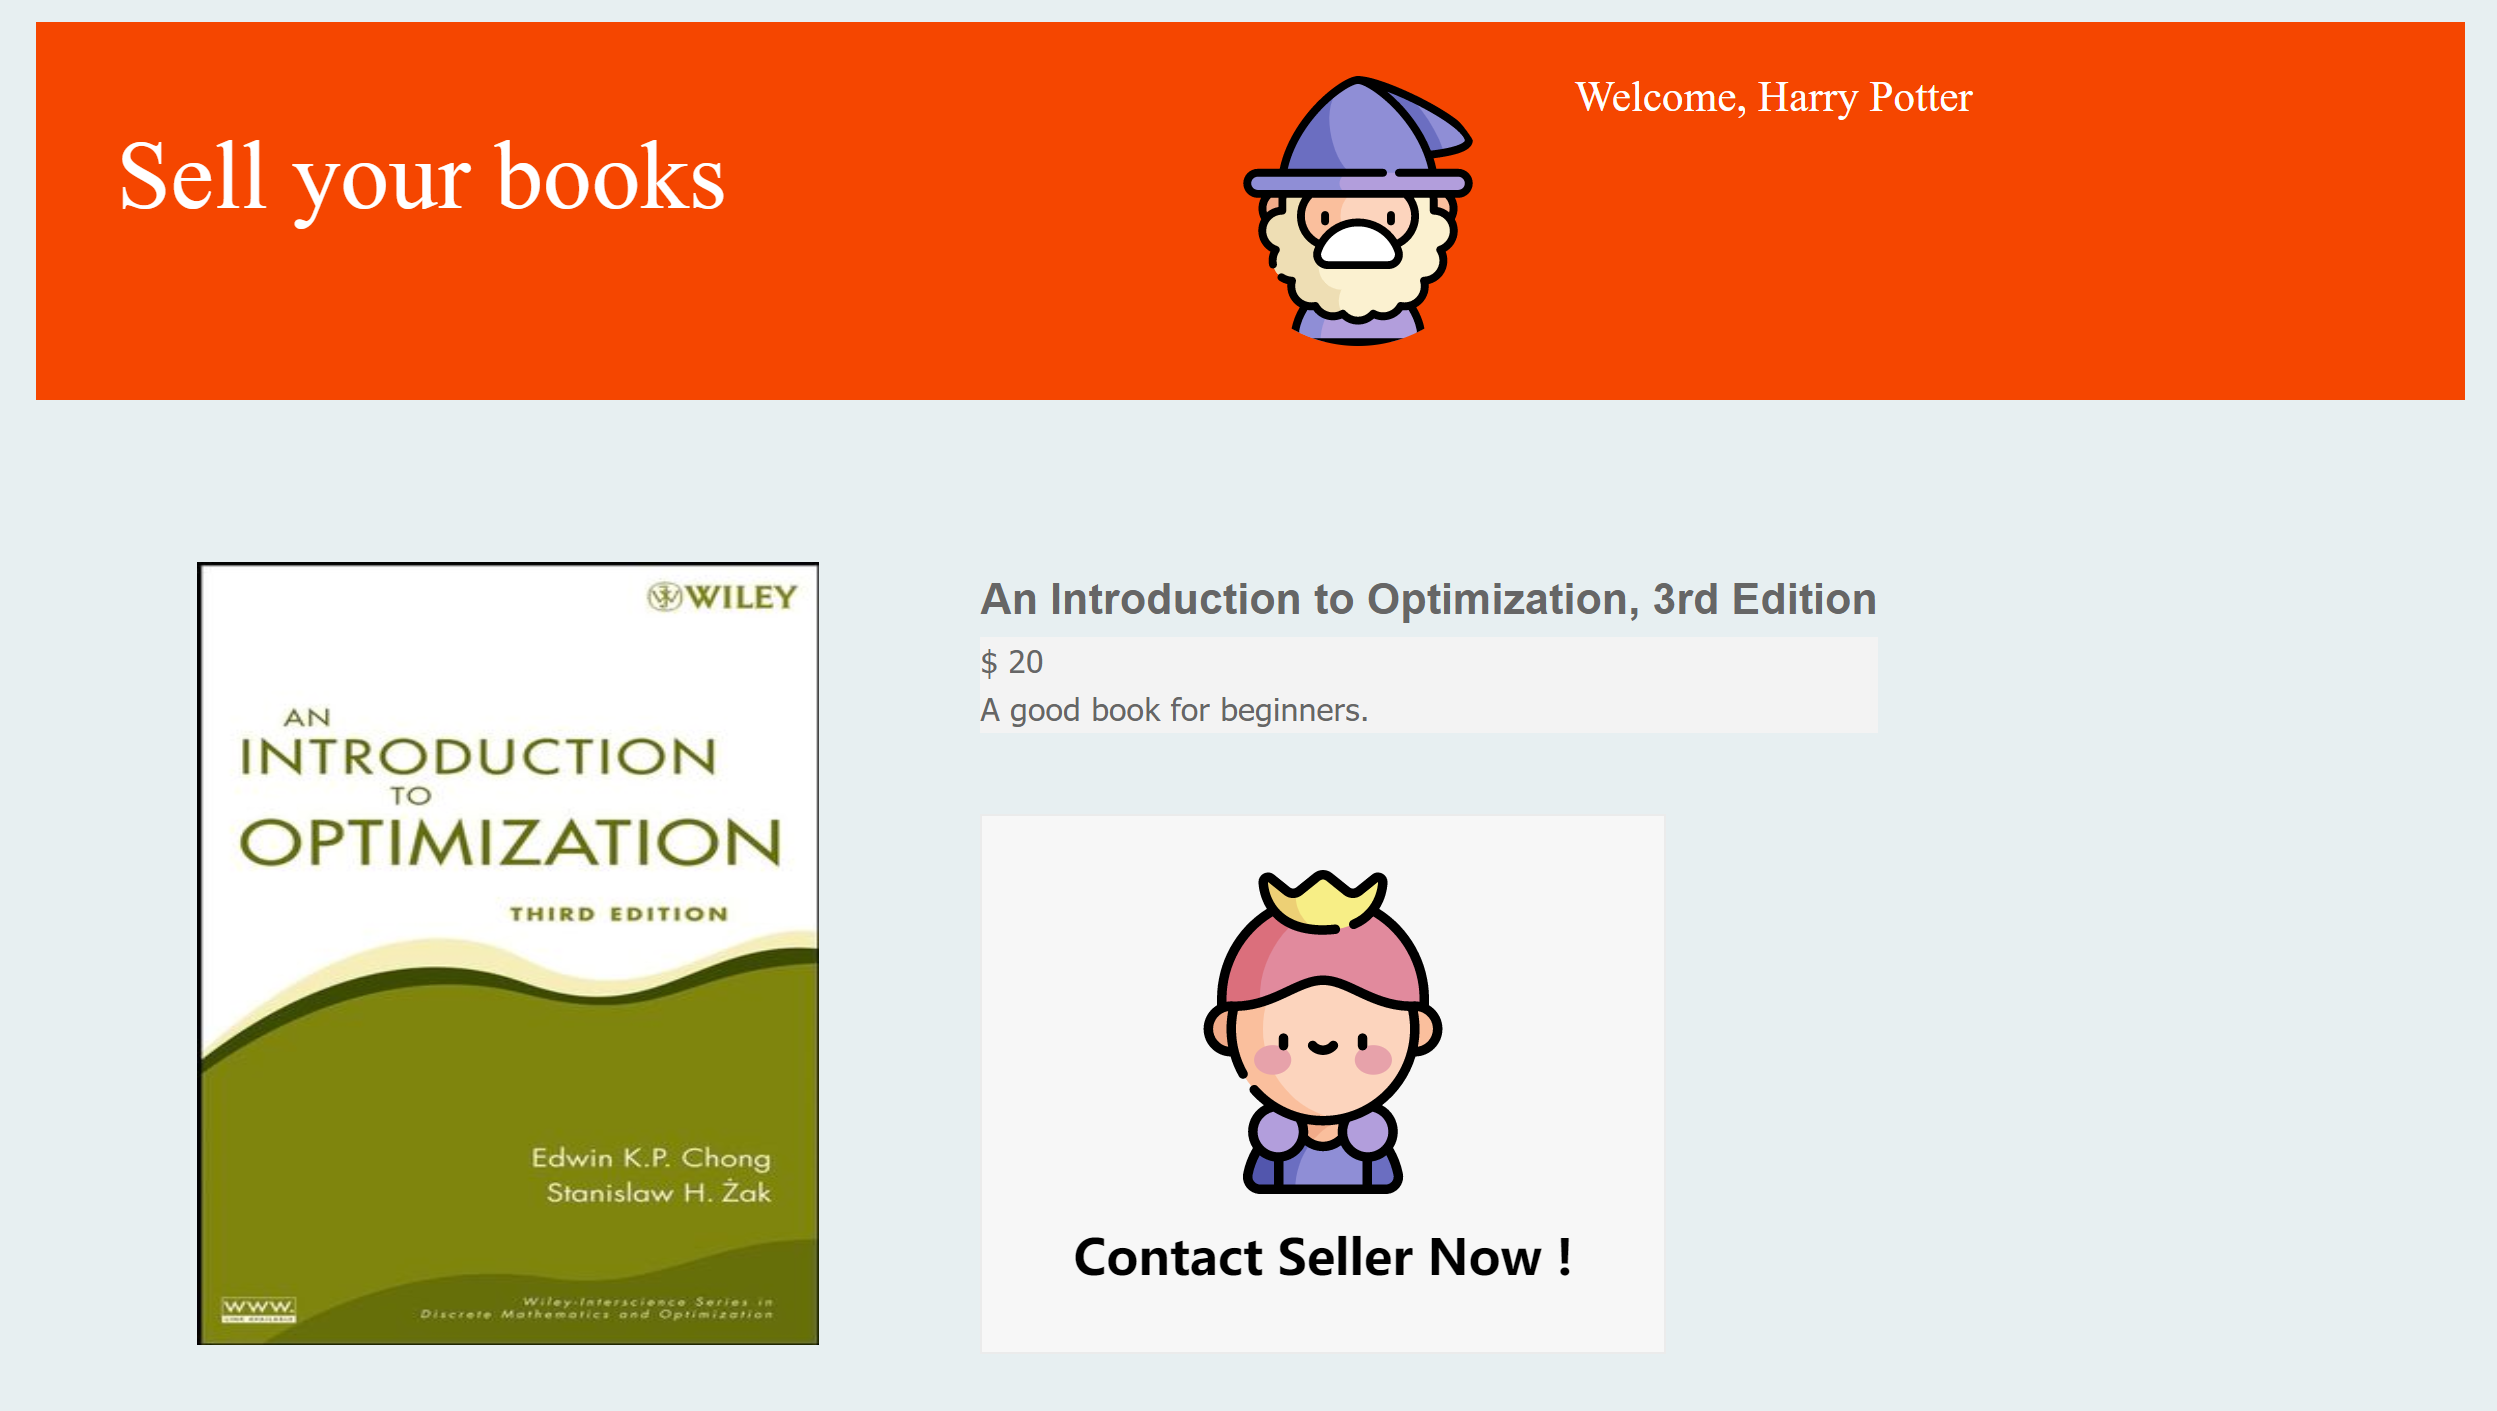 Sell your books
Welcome, Harry Potter
WILEY
AN
INTRODUCTION
TO
OPTIMIZATION
THIRD EDITION
Edwin K.P. Chong
Stanislaw H. Żak
WWW.
Wiley-Interscience Series in
Discrete Mathematics and Optimization
An Introduction to Optimization, 3rd Edition
$ 20
A good book for beginners.
Contact Seller Now !